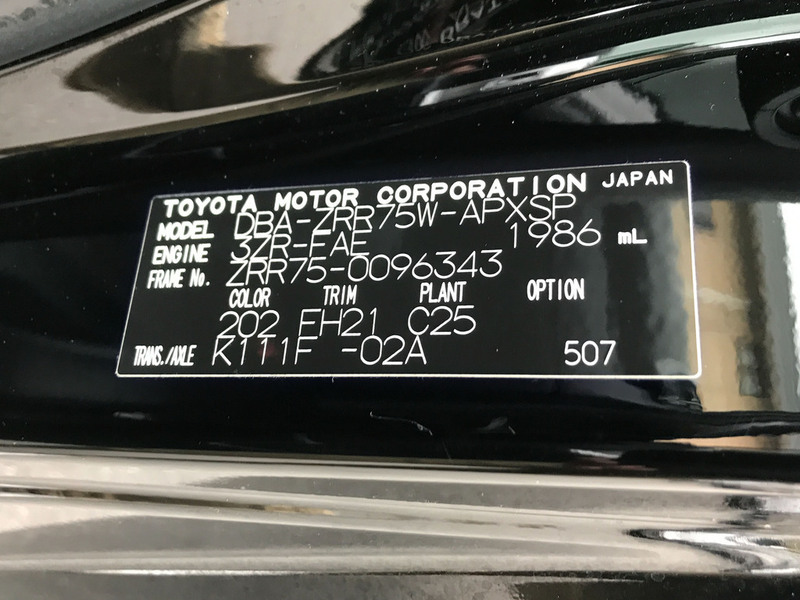 TOYOTA MOTOR CORPORATION JAPAN
MODEL DBA-ZRR75W-APXSP
ENGINE 3ZR-FAE 1986 mL
FRAME No. ZRR75-0096343
COLOR TRIM PLANT OPTION
202 EH21 C25
TRANS./AXLE K111F -02A 507